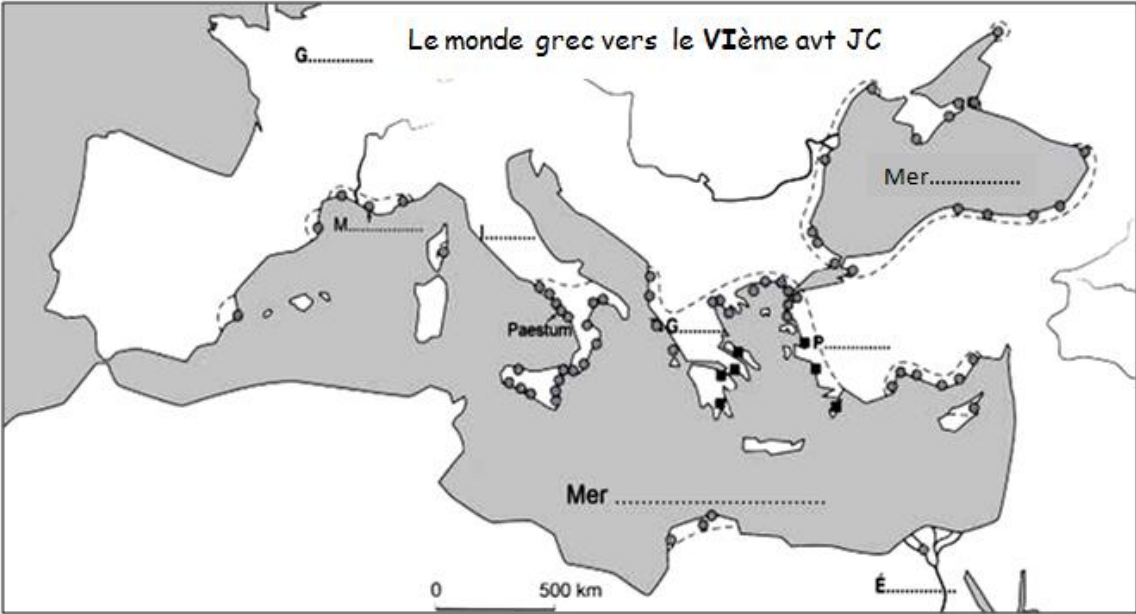 Le monde grec vers le VIème avt JC
G..............
Mer................
M................
I...........
Paestum
G..........
P..............
Mer ..............................
0 500 km
É..............